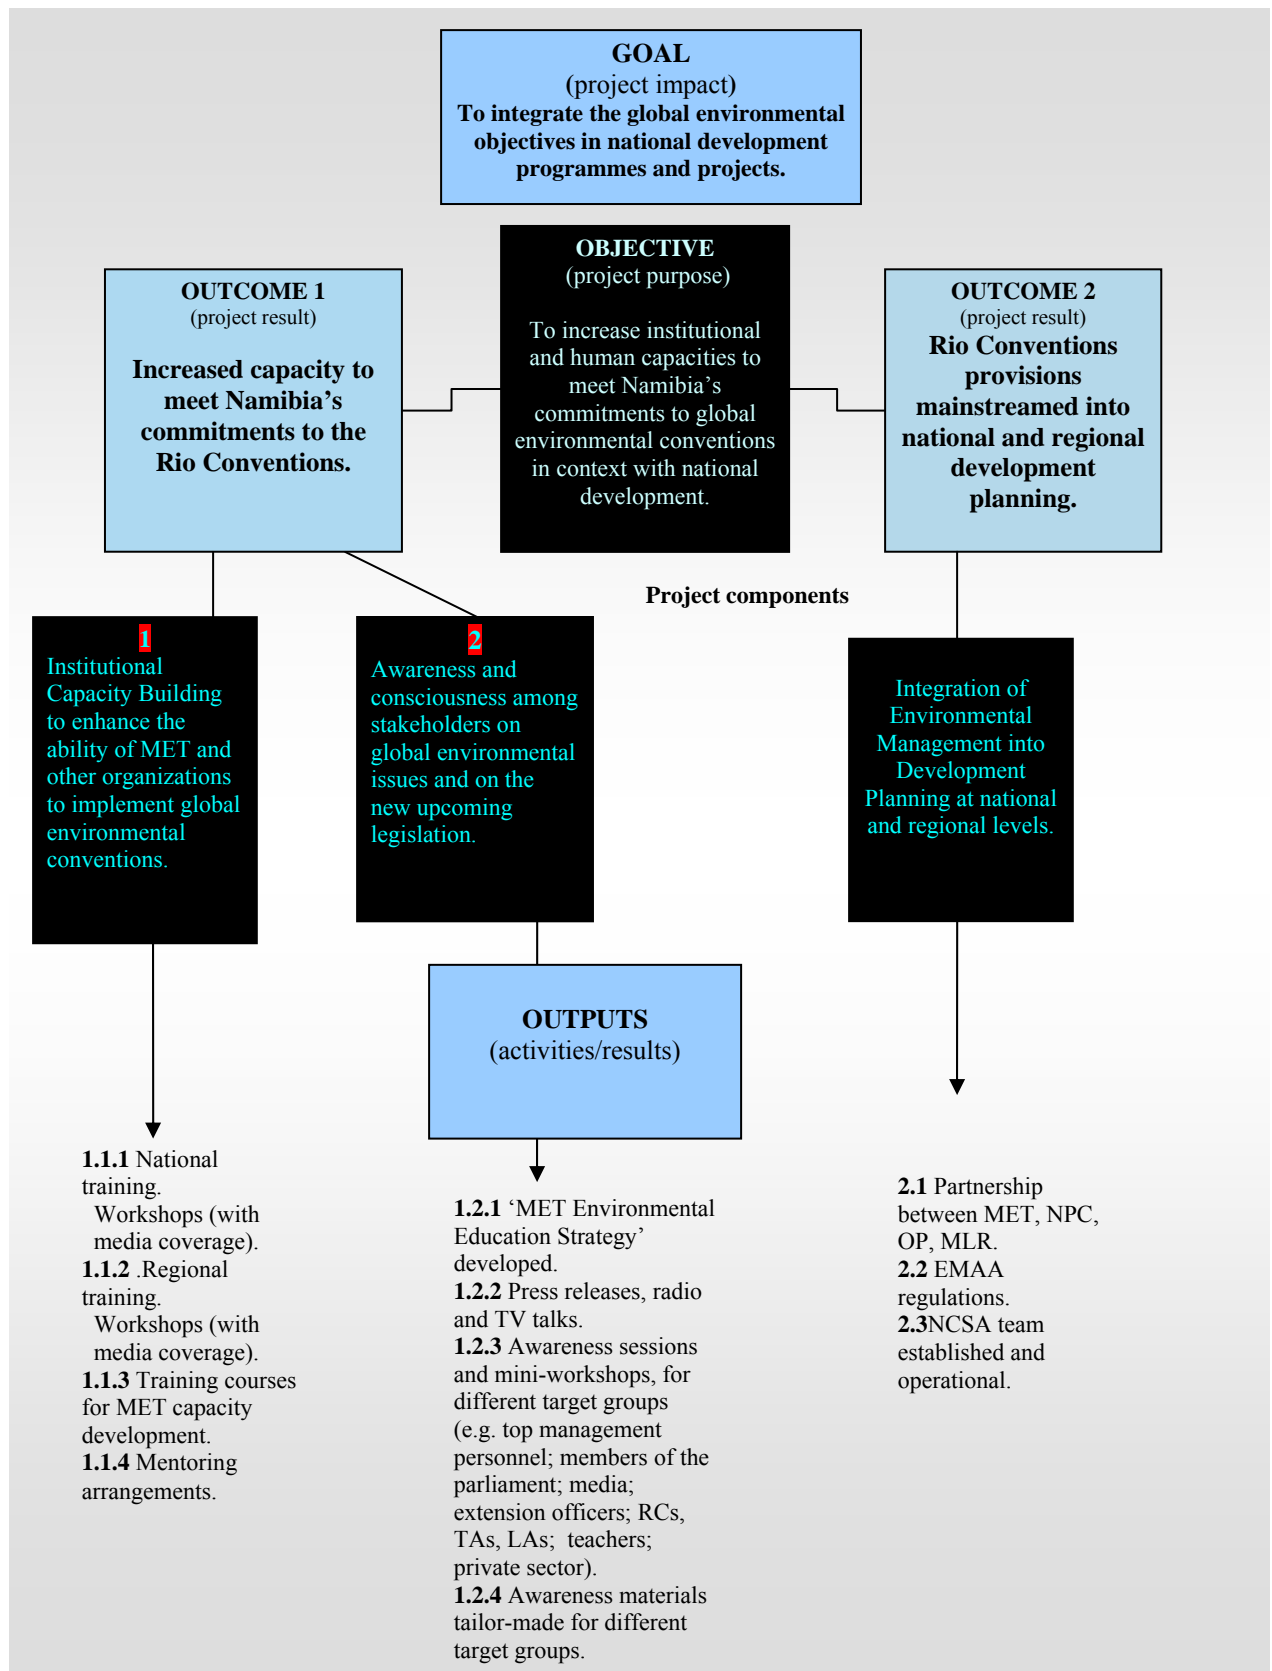 GOAL
(project impact)
To integrate the global environmental
objectives in national development
programmes and projects.
OBJECTIVE
(project purpose)
To increase institutional
and human capacities to
meet Namibia’s
commitments to global
environmental conventions
in context with national
development.
OUTCOME 1
(project result)
Increased capacity to
meet Namibia’s
commitments to the
Rio Conventions.
OUTCOME 2
(project result)
Rio Conventions
provisions
mainstreamed into
national and regional
development
planning.
Project components
1
Institutional
Capacity Building
to enhance the
ability of MET and
other organizations
to implement global
environmental
conventions.
2
Awareness and
consciousness among
stakeholders on
global environmental
issues and on the
new upcoming
legislation.
Integration of
Environmental
Management into
Development
Planning at national
and regional levels.
OUTPUTS
(activities/results)
1.1.1 National
training.
Workshops (with
media coverage).
1.1.2 .Regional
training.
Workshops (with
media coverage).
1.1.3 Training courses
for MET capacity
development.
1.1.4 Mentoring
arrangements.
1.2.1 ‘MET Environmental
Education Strategy’
developed.
1.2.2 Press releases, radio
and TV talks.
1.2.3 Awareness sessions
and mini-workshops, for
different target groups
(e.g. top management
personnel; members of the
parliament; media;
extension officers; RCs,
TAs, LAs; teachers;
private sector).
1.2.4 Awareness materials
tailor-made for different
target groups.
2.1 Partnership
between MET, NPC,
OP, MLR.
2.2 EMAA
regulations.
2.3NCSA team
established and
operational.